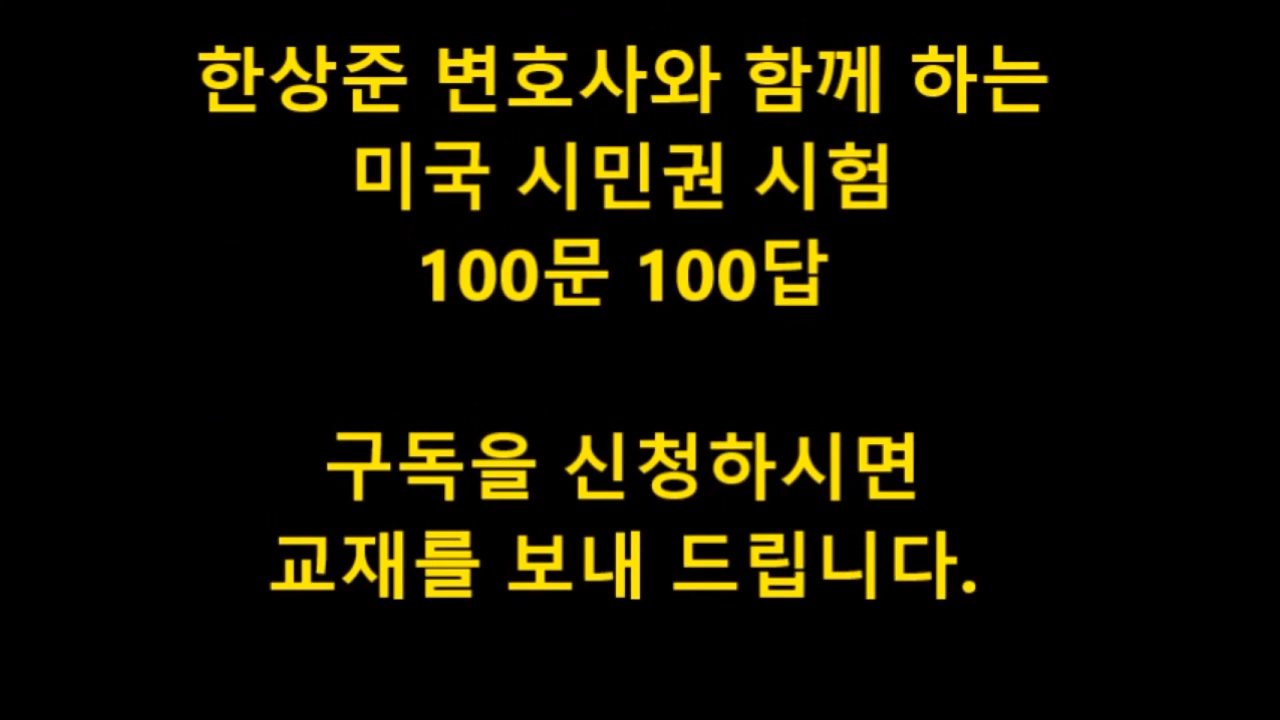 한상준 변호사와 함께 하는
미국 시민권 시험
100문 100답
구독을 신청하시면
교재를 보내 드립니다.